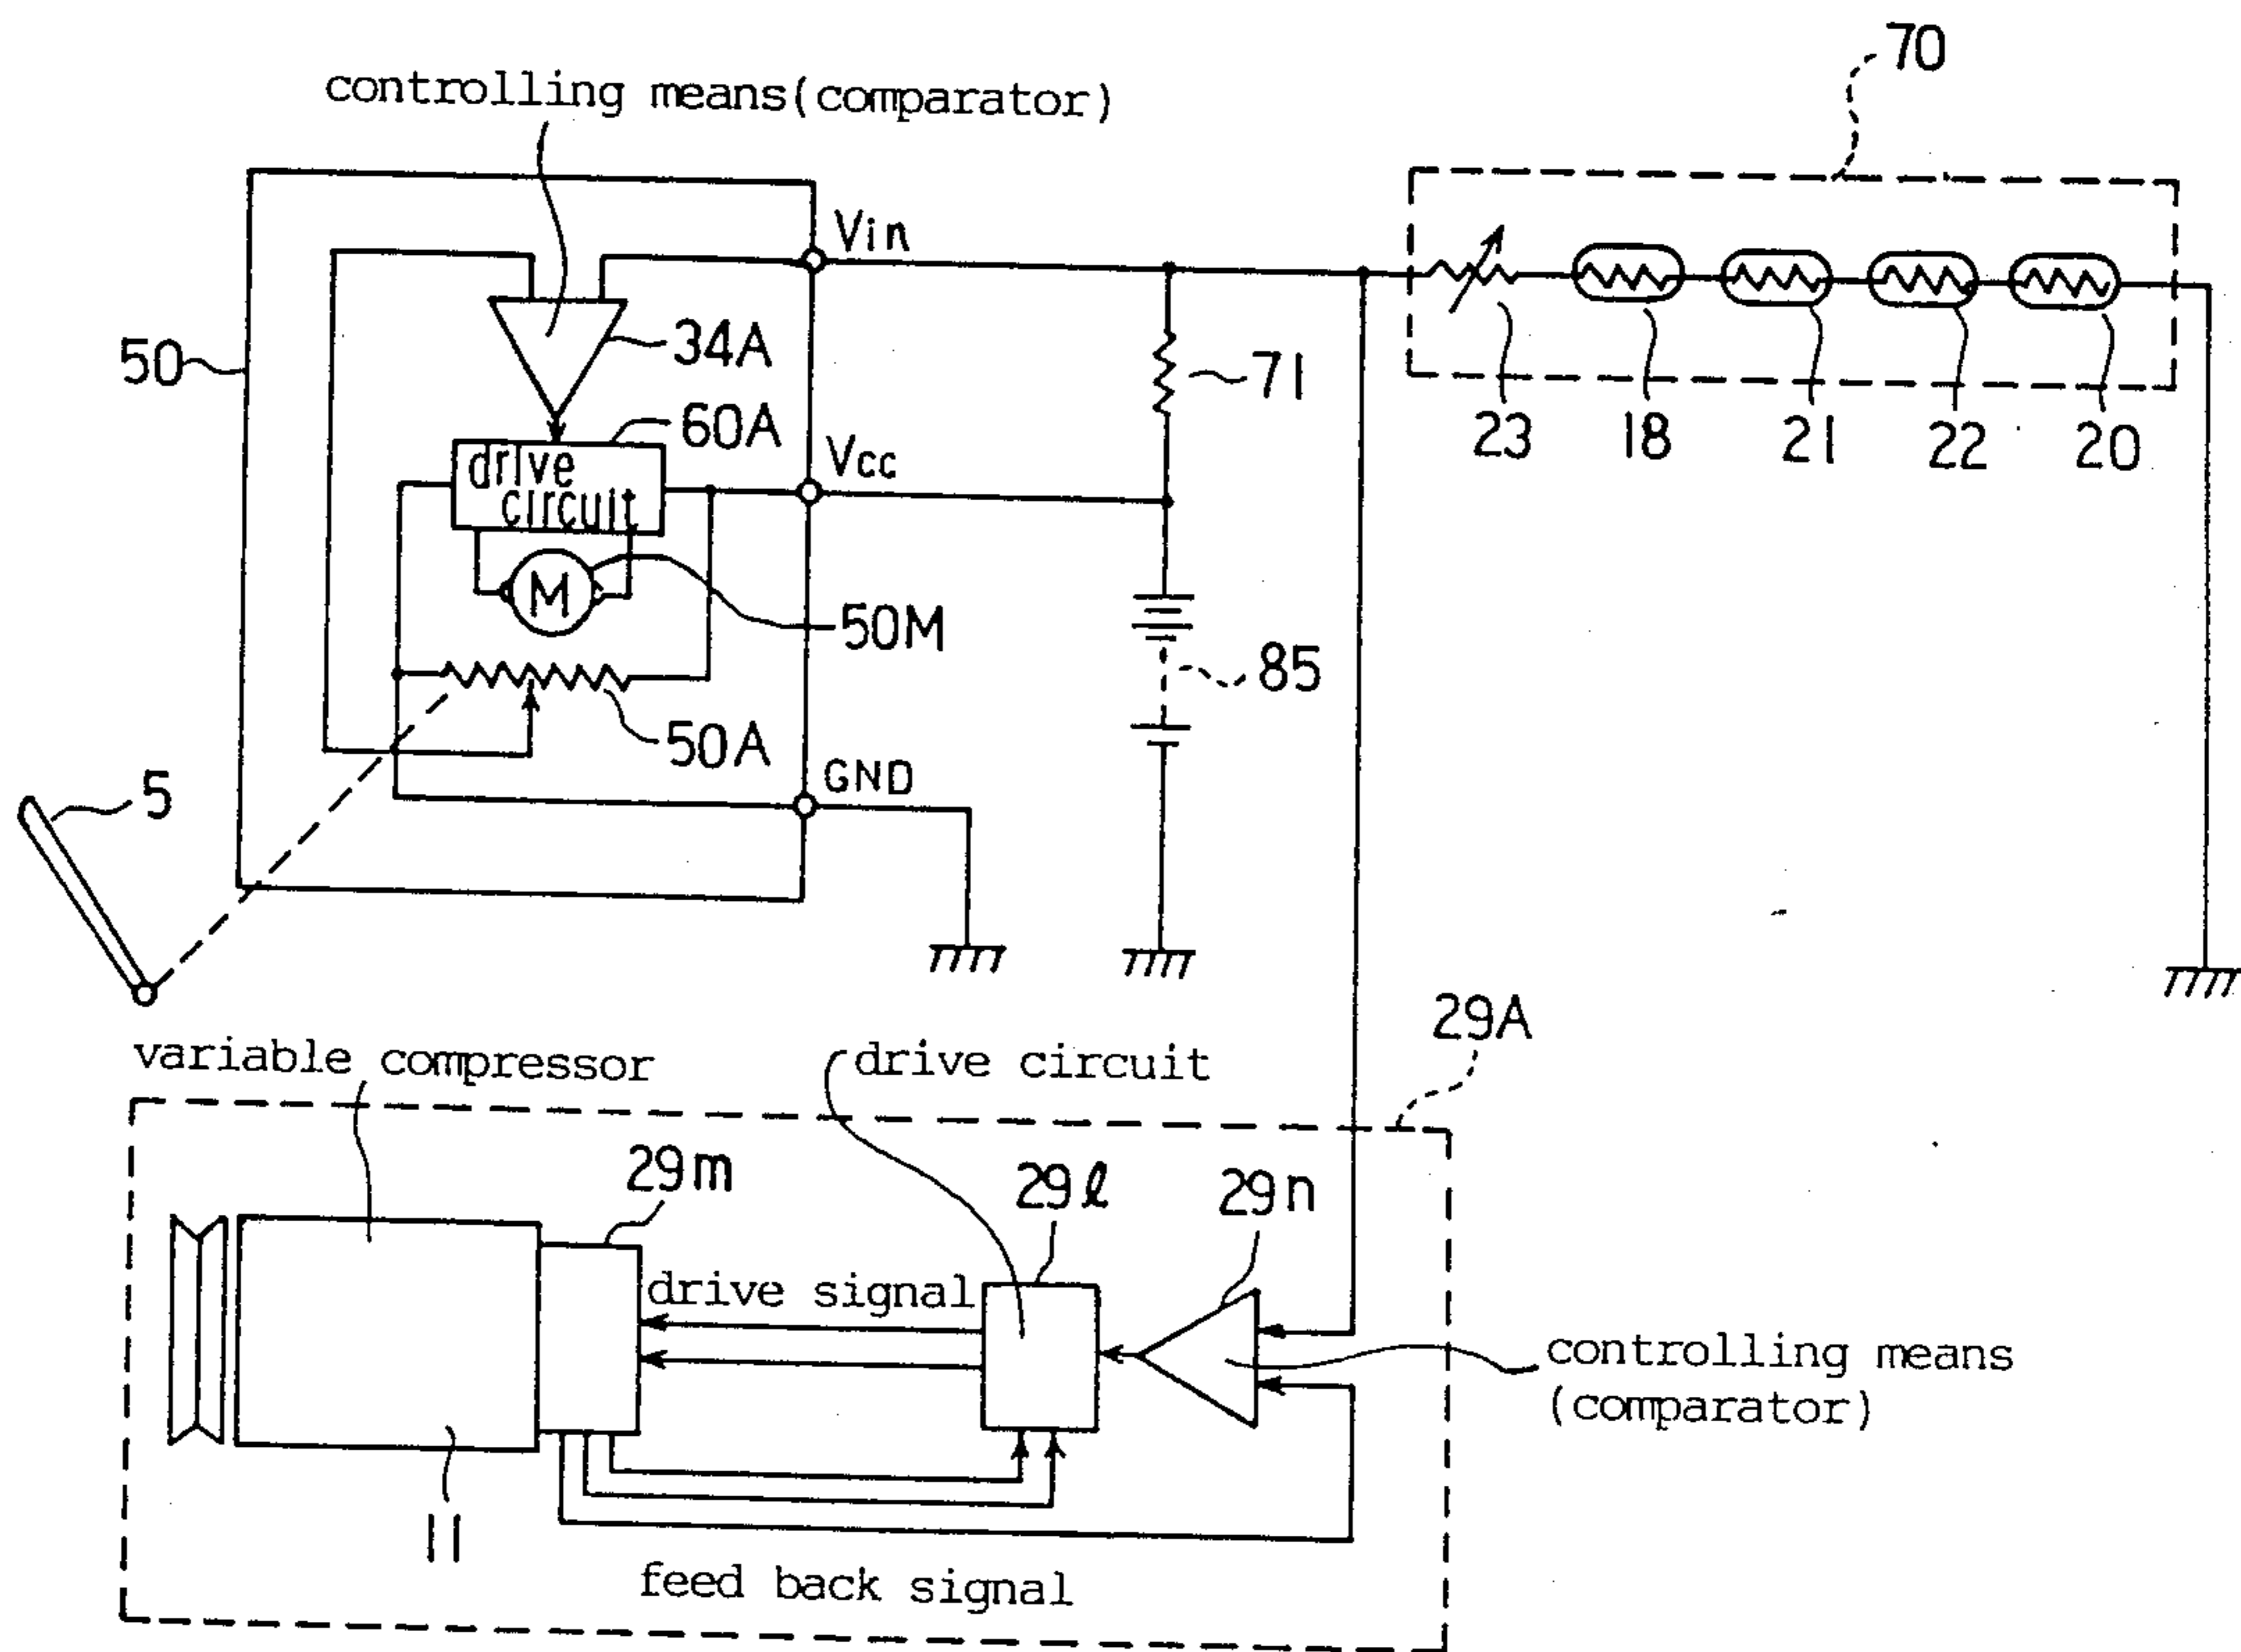 70
controlling means(comparator)
Vin
50
34A
71
60A
23
18
21
22
20
drive
circuit
Vcc
M
50M
85
50A
5
GND
29A
variable compressor
drive circuit
29m
29ℓ
29n
drive signal
controlling means
(comparator)
11
feed back signal